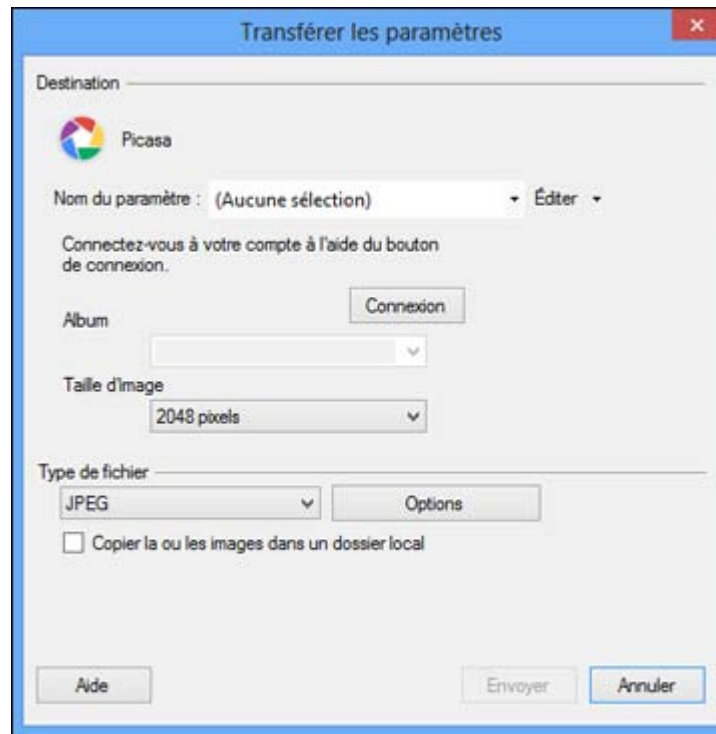 Transférer les paramètres
Destination
Picasa
Nom du paramètre : (Aucune sélection) Éditer
Connectez-vous à votre compte à l'aide du bouton
de connexion.
Connexion
Album
Taille d'image
2048 pixels
Type de fichier
JPEG Options
Copier la ou les images dans un dossier local
Aide Envoyer Annuler